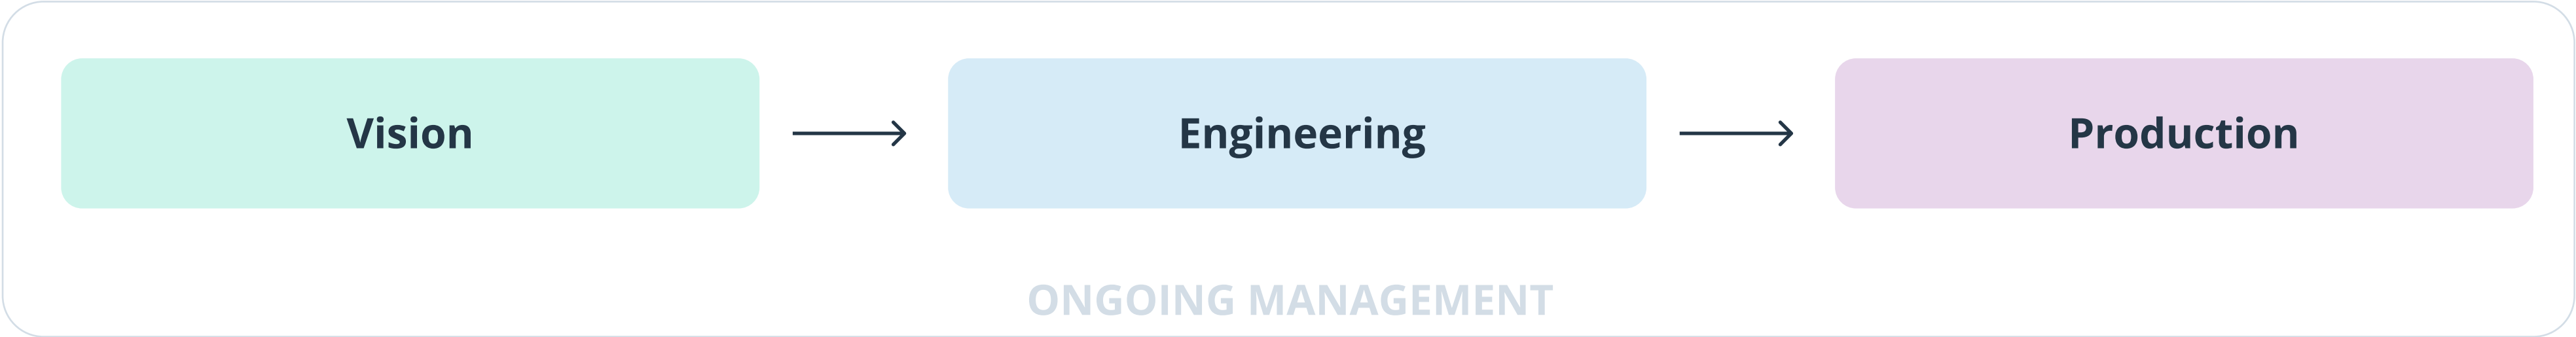 Vision
Engineering
Production
ONGOING MANAGEMENT